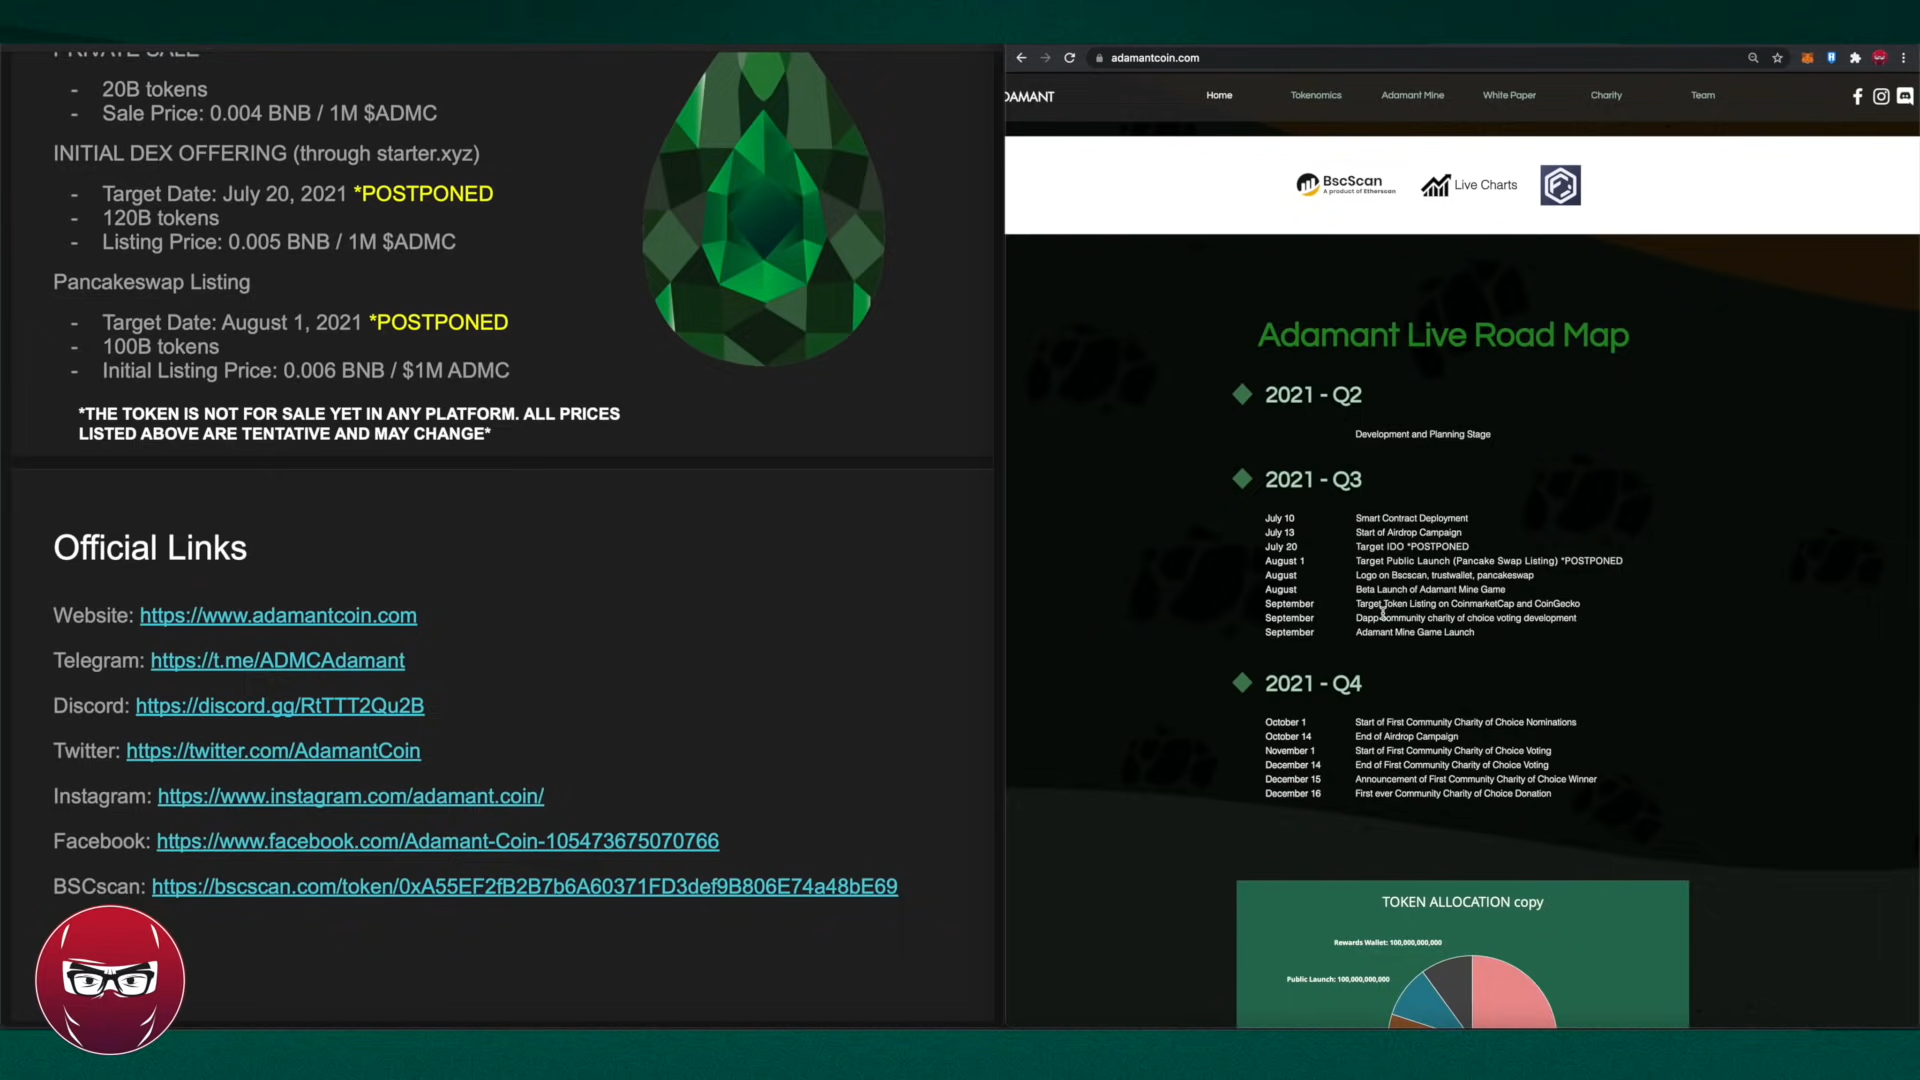 PRIVATE SALE
- 20B tokens
- Sale Price: 0.004 BNB / 1M $ADMC
INITIAL DEX OFFERING (through starter.xyz)
- Target Date: July 20, 2021 *POSTPONED
- 120B tokens
- Listing Price: 0.005 BNB / 1M $ADMC
Pancakeswap Listing
- Target Date: August 1, 2021 *POSTPONED
- 100B tokens
- Initial Listing Price: 0.006 BNB / $1M ADMC
*THE TOKEN IS NOT FOR SALE YET IN ANY PLATFORM. ALL PRICES
LISTED ABOVE ARE TENTATIVE AND MAY CHANGE*
Official Links
Website: https://www.adamantcoin.com
Telegram: https://t.me/ADMCAdamant
Discord: https://discord.gg/RtTTT2Qu2B
Twitter: https://twitter.com/AdamantCoin
Instagram: https://www.instagram.com/adamant.coin/
Facebook: https://www.facebook.com/Adamant-Coin-105473675070766
BSCscan: https://bscscan.com/token/0xA55EF2fB2B7b6A60371FD3def9B806E74a48bE69
adamantcoin.com
DAMANT Home Tokenomics Adamant Mine White Paper Charity Team
BscScan Live Charts
A product of Etherscan
Adamant Live Road Map
2021 - Q2
Development and Planning Stage
2021 - Q3
July 10 Smart Contract Deployment
July 13 Start of Airdrop Campaign
July 20 Target IDO *POSTPONED
August 1 Target Public Launch (Pancake Swap Listing) *POSTPONED
August Logo on Bscscan, trustwallet, pancakeswap
August Beta Launch of Adamant Mine Game
September Target Token Listing on CoinmarketCap and CoinGecko
September Dapp community charity of choice voting development
September Adamant Mine Game Launch
2021 - Q4
October 1 Start of First Community Charity of Choice Nominations
October 14 End of Airdrop Campaign
November 1 Start of First Community Charity of Choice Voting
December 14 End of First Community Charity of Choice Voting
December 15 Announcement of First Community Charity of Choice Winner
December 16 First ever Community Charity of Choice Donation
TOKEN ALLOCATION copy
Rewards Wallet: 100,000,000,000
Public Launch: 100,000,000,000